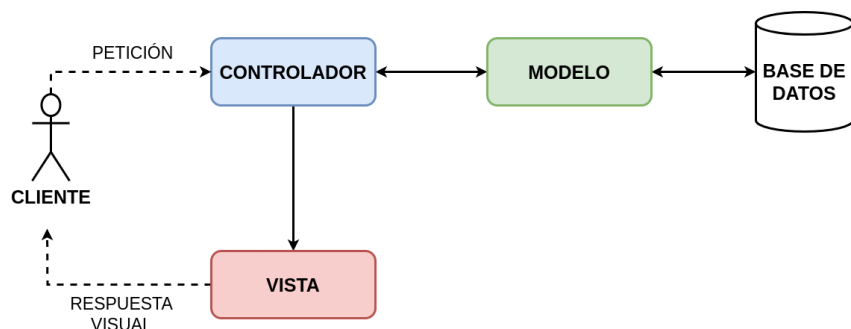 PETICIÓN
CONTROLADOR
MODELO
BASE DE
DATOS
CLIENTE
VISTA
RESPUESTA
VISUAL